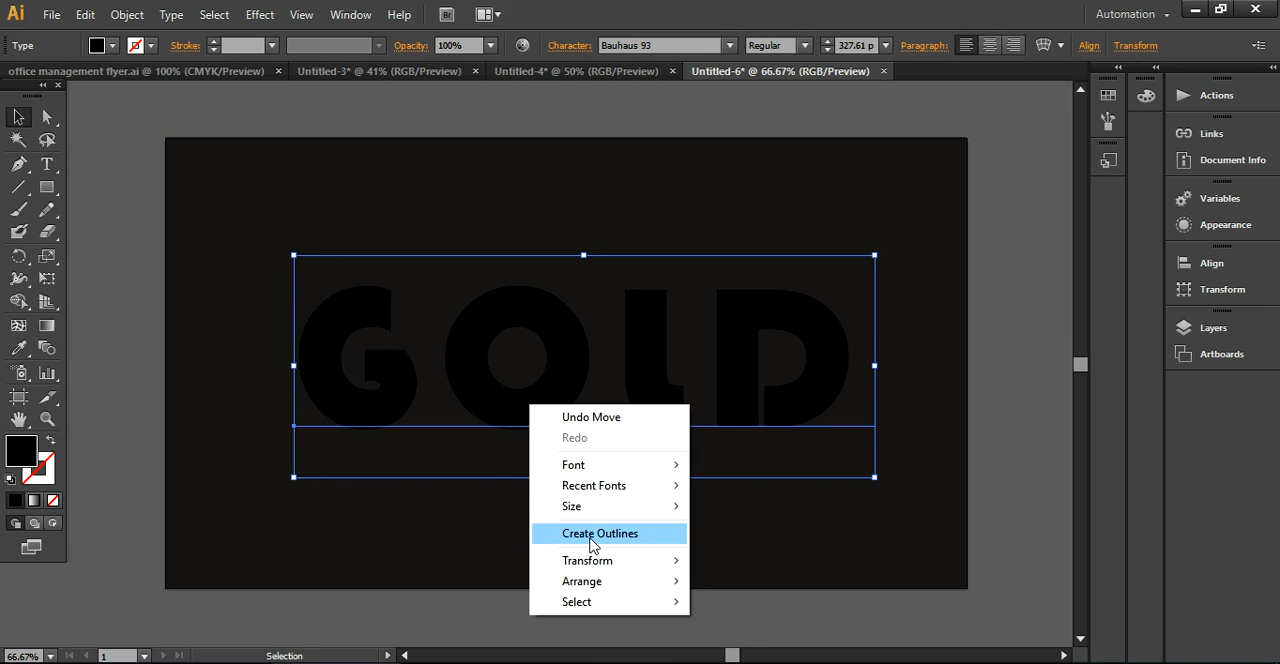 Ai File Edit Object Type Select Effect View Window Help Br Automation
Type Stroke: Opacity: 100% Character: Bauhaus 93 Regular 327.61 p Paragraph: Align Transform
office management flyer.ai @ 100% (CMYK/Preview) × Untitled-3* @ 41% (RGB/Preview) × Untitled-4* @ 50% (RGB/Preview) × Untitled-6* @ 66.67% (RGB/Preview) ×
Actions
Links
Document Info
Variables
Appearance
Align
Transform
Layers
Artboards
GOLD
Undo Move
Redo
Font
Recent Fonts
Size
Create Outlines
Transform
Arrange
Select
66.67% 1 Selection